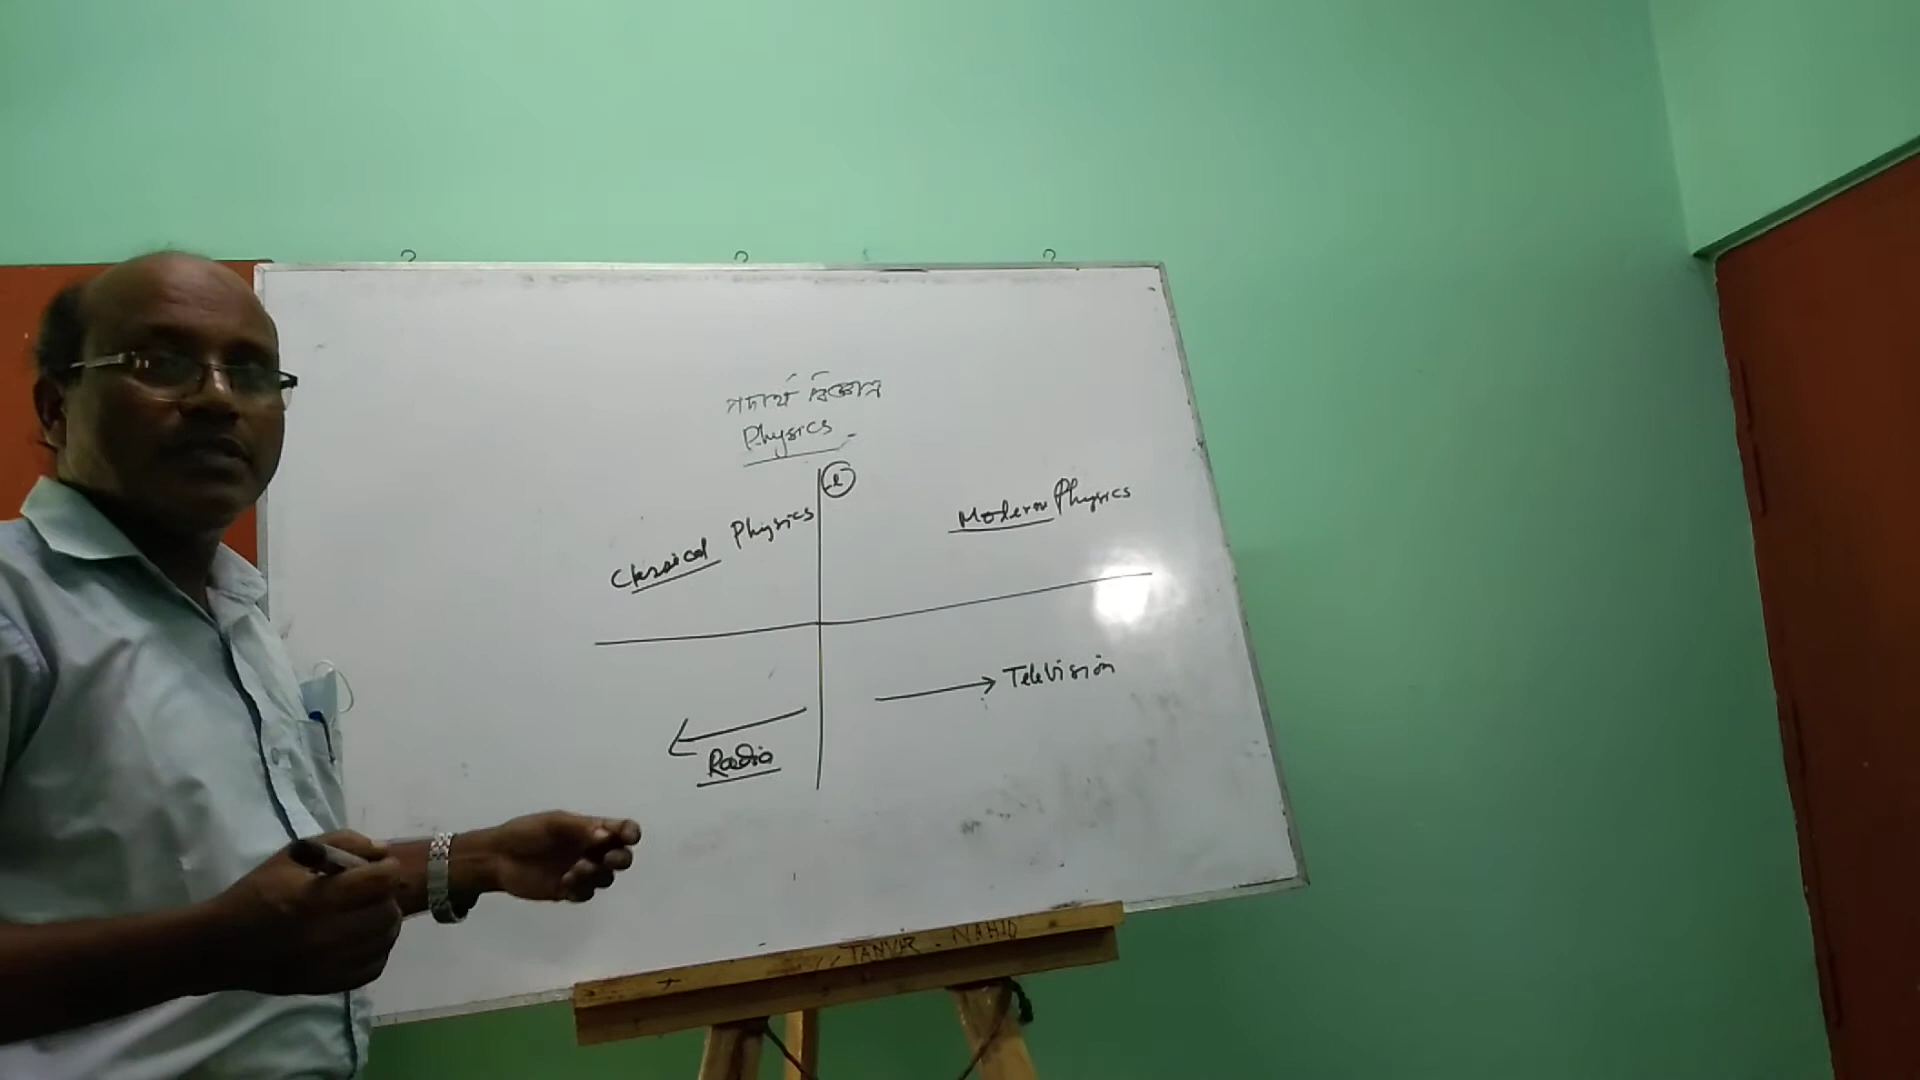 পদার্থ বিজ্ঞান
Physics
e⁻
Classical Physics
Modern Physics
Television
Radio
TANVIR. NAHID